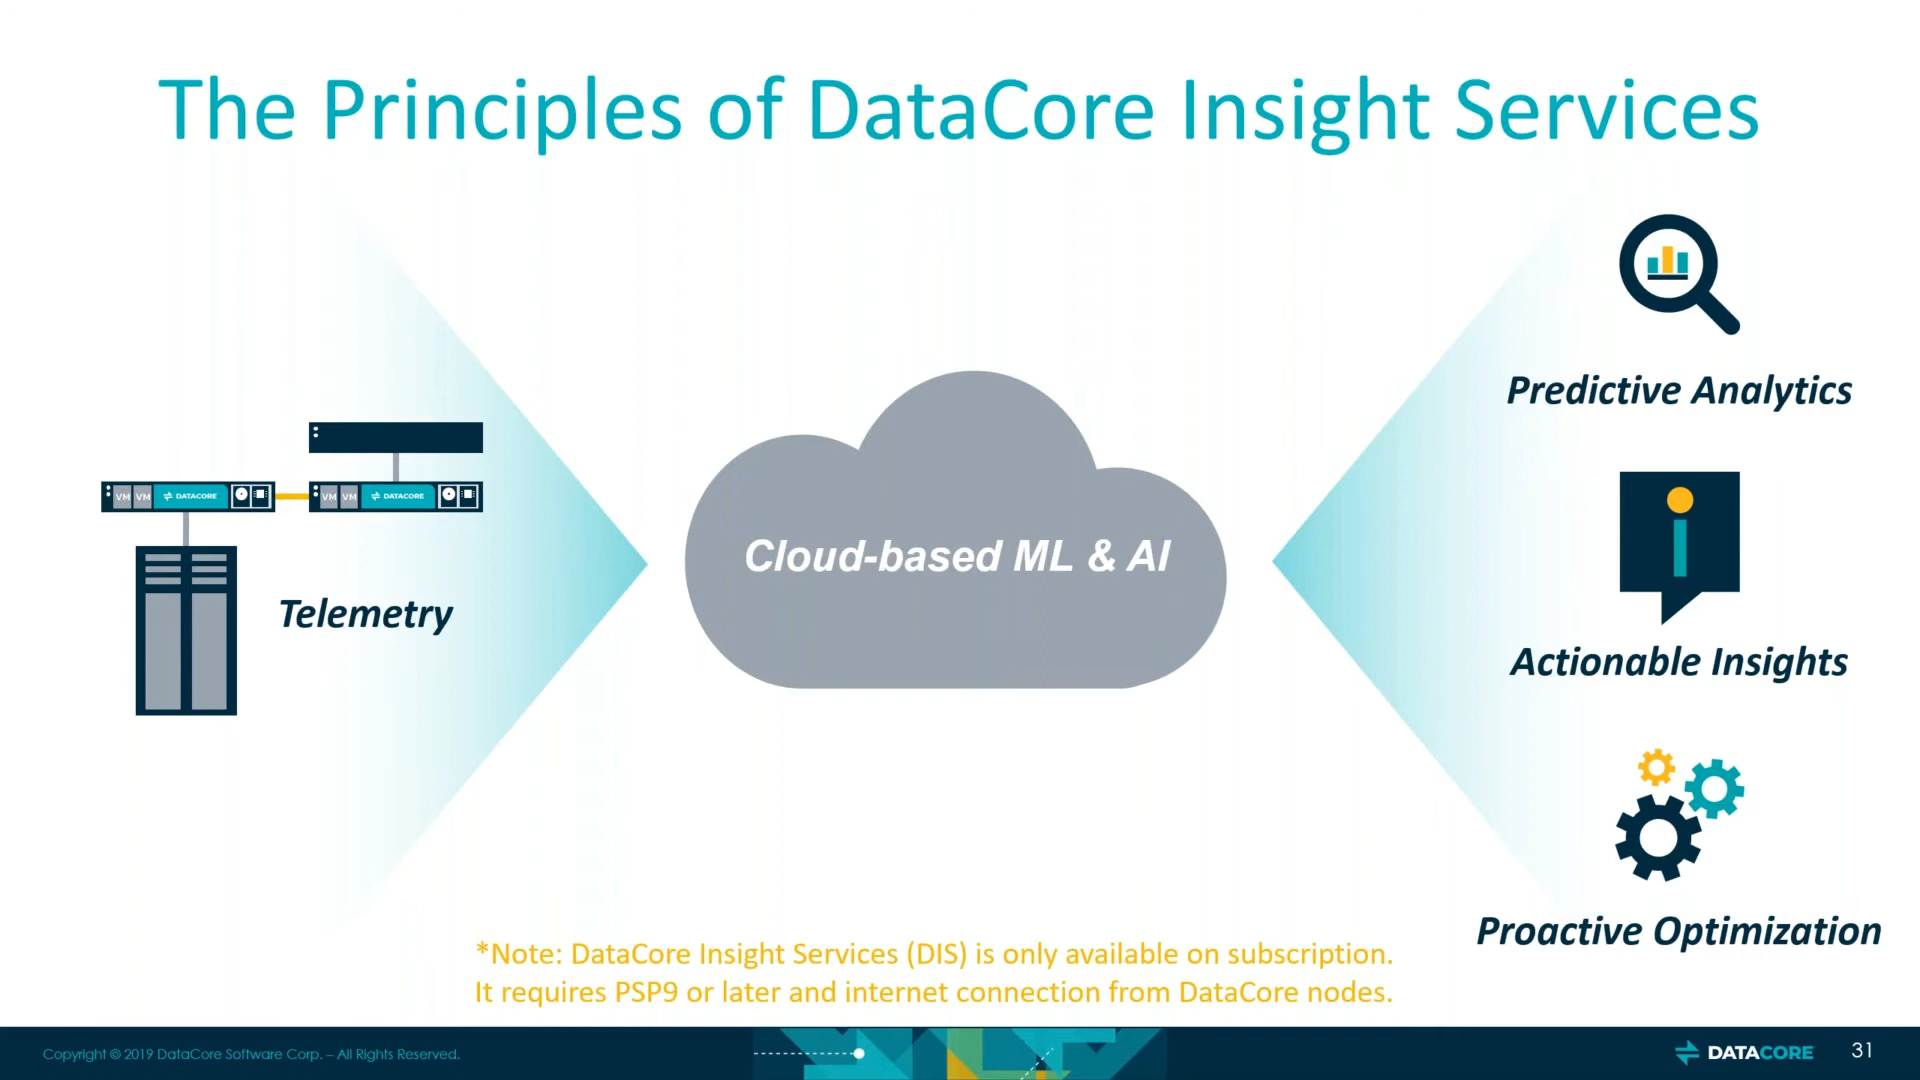 The Principles of DataCore Insight Services
Predictive Analytics
VM VM DATACORE
VM VM DATACORE
Cloud-based ML & AI
Telemetry
Actionable Insights
Proactive Optimization
*Note: DataCore Insight Services (DIS) is only available on subscription.
It requires PSP9 or later and internet connection from DataCore nodes.
Copyright © 2019 DataCore Software Corp. – All Rights Reserved.
DATACORE
31